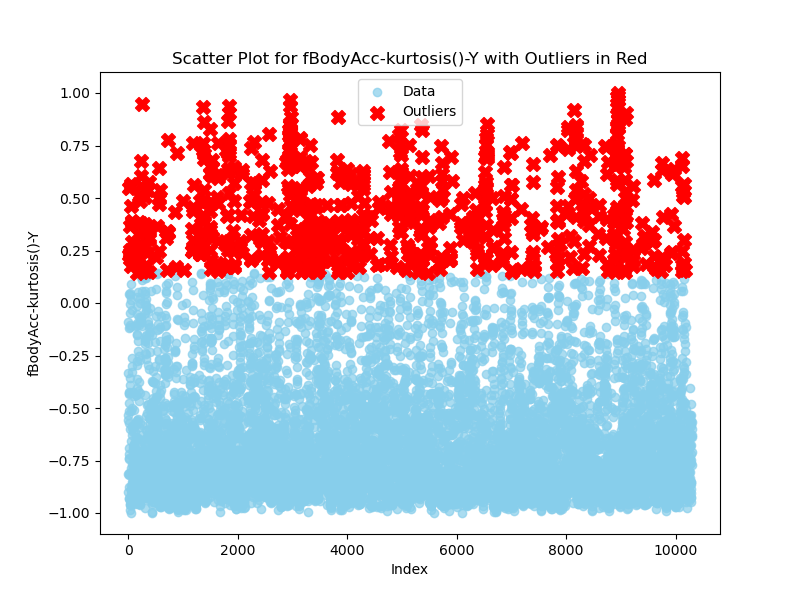 Scatter Plot for fBodyAcc-kurtosis()-Y with Outliers in Red
Data
Outliers
1.00
0.75
0.50
0.25
0.00
−0.25
−0.50
−0.75
−1.00
fBodyAcc-kurtosis()-Y
0 2000 4000 6000 8000 10000
Index